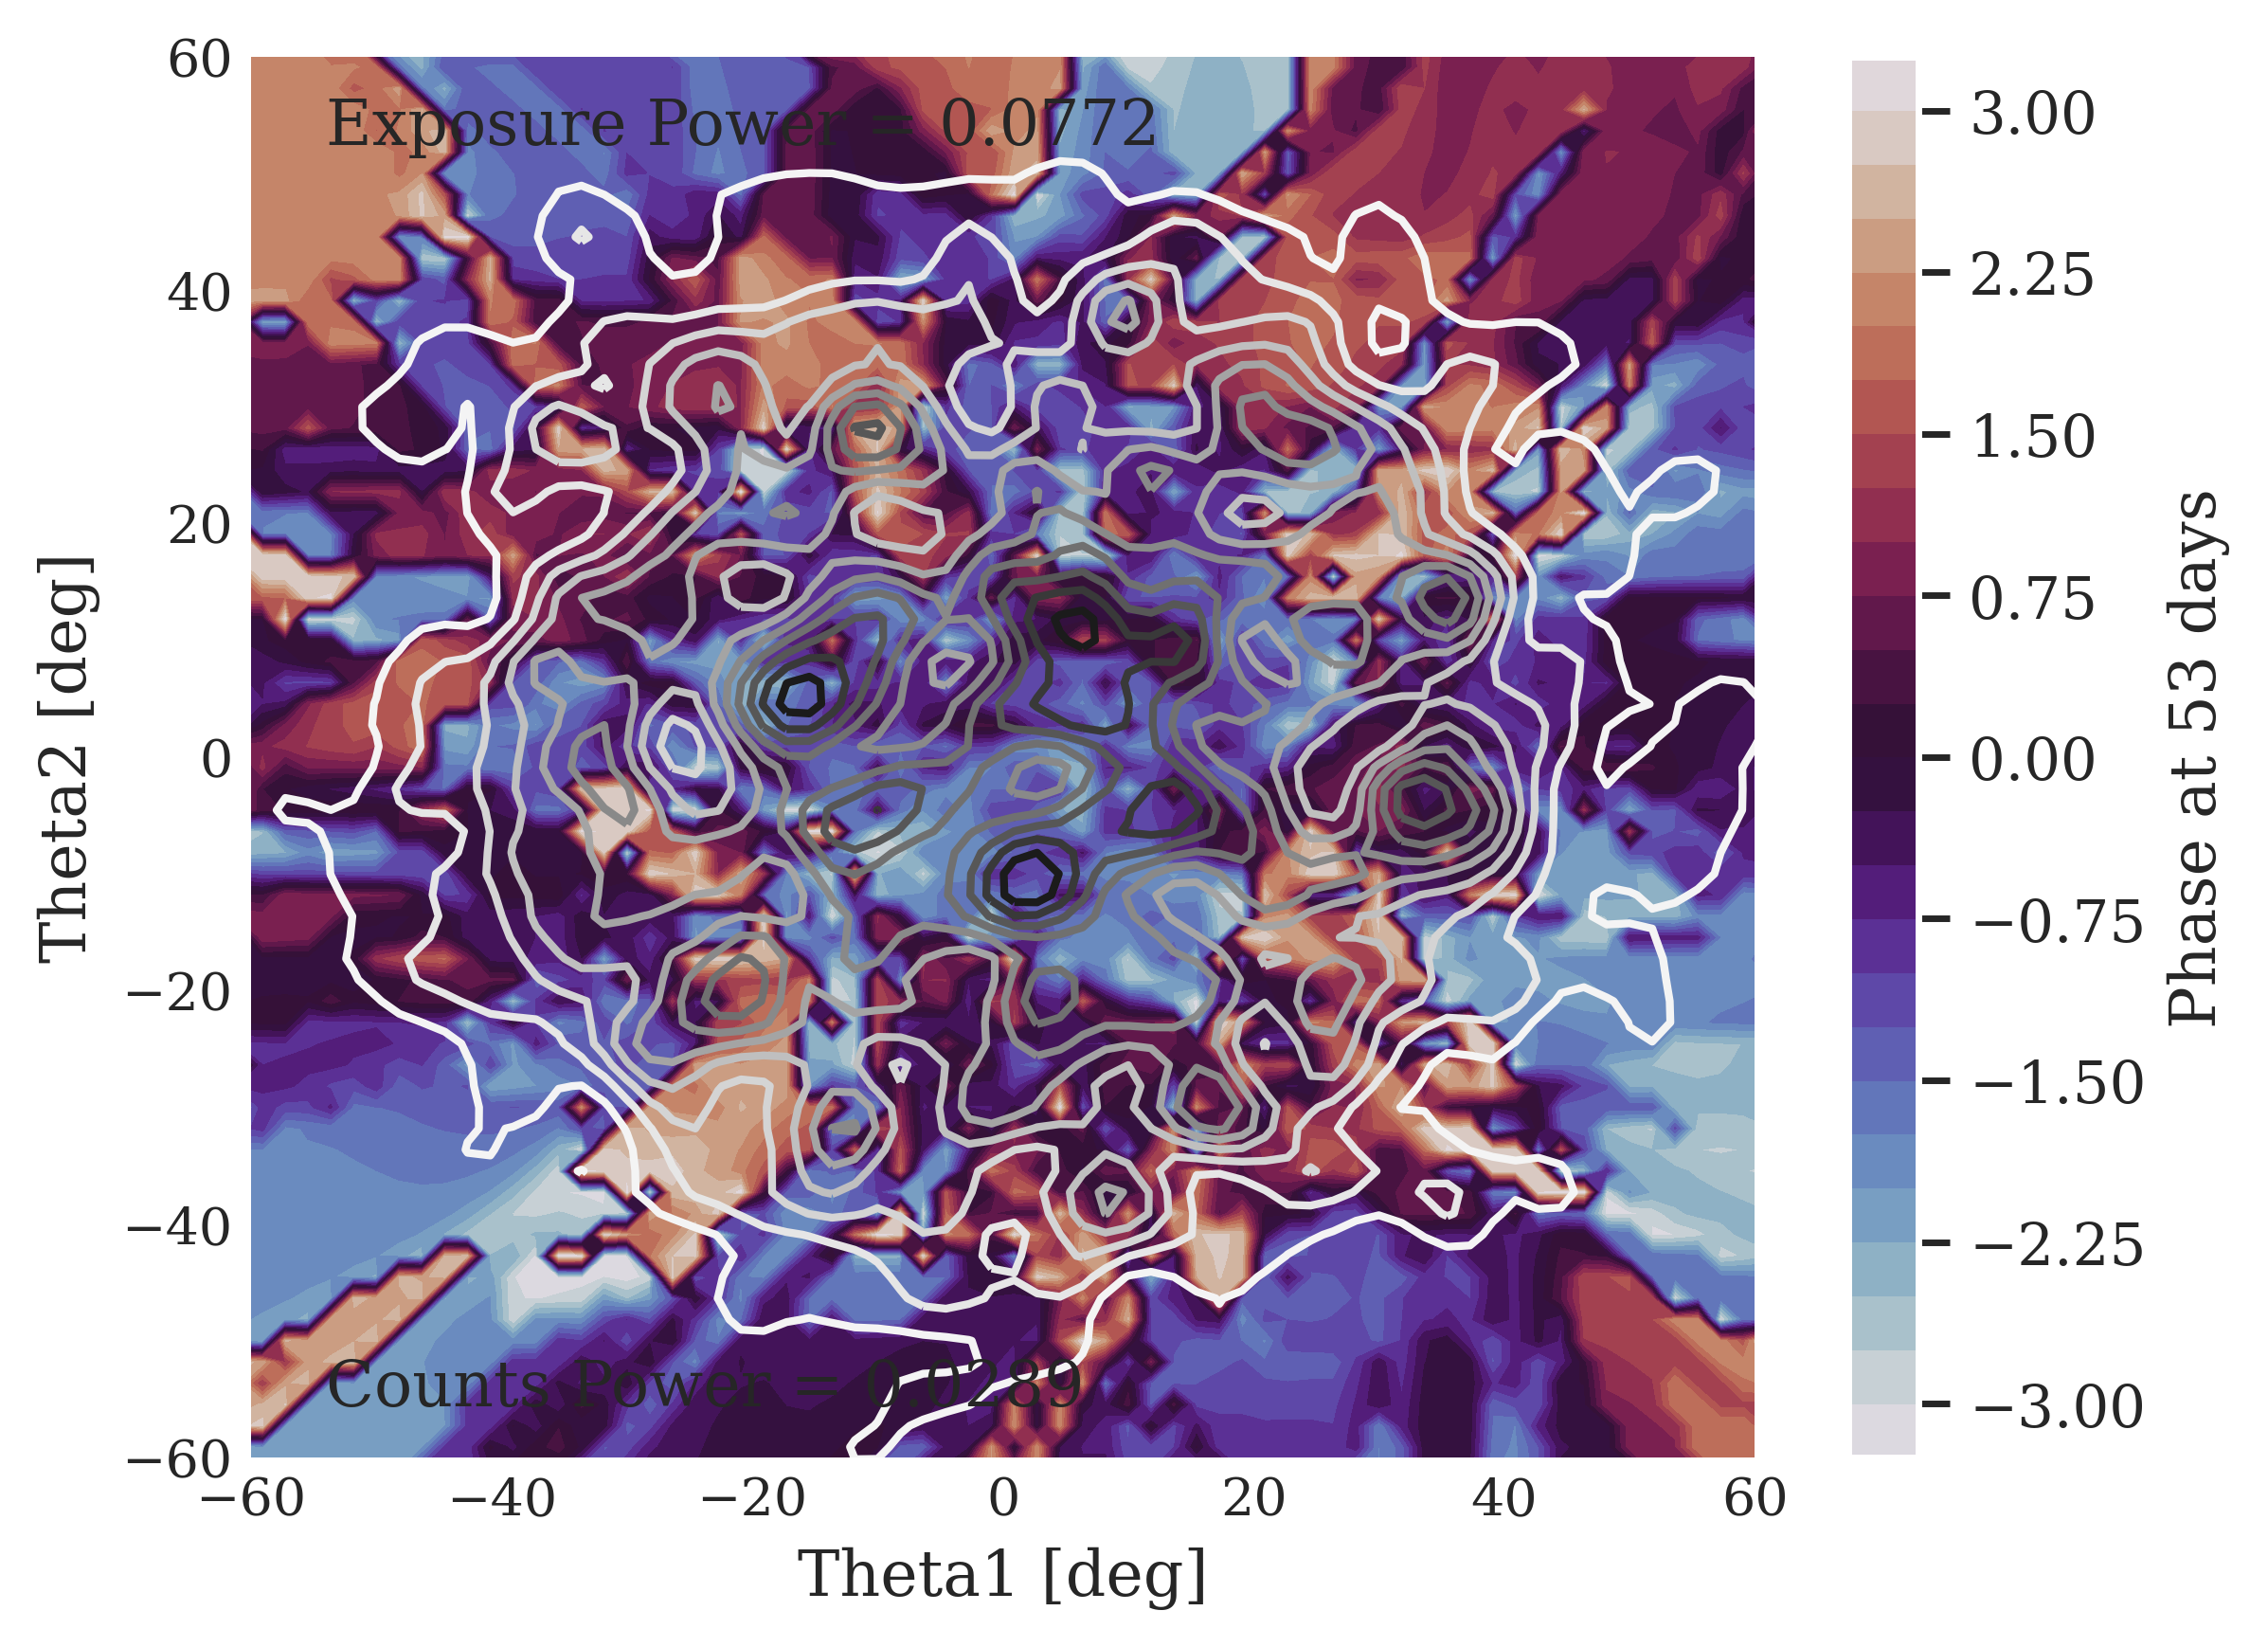 Exposure Power = 0.0772
Counts Power = 0.0289
60
40
20
0
−20
−40
−60
Theta2 [deg]
−60 −40 −20 0 20 40 60
Theta1 [deg]
3.00
2.25
1.50
0.75
0.00
−0.75
−1.50
−2.25
−3.00
Phase at 53 days